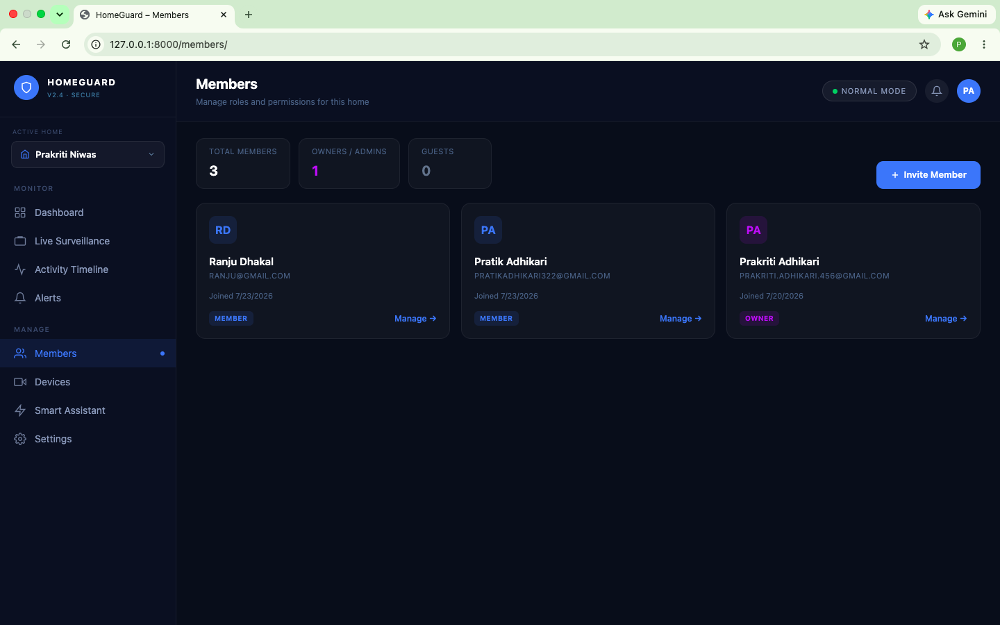 HomeGuard – Members
Ask Gemini
127.0.0.1:8000/members/
P
HOMEGUARD
V2.4 · SECURE
ACTIVE HOME
Prakriti Niwas
MONITOR
Dashboard
Live Surveillance
Activity Timeline
Alerts
MANAGE
Members
Devices
Smart Assistant
Settings
Members
Manage roles and permissions for this home
NORMAL MODE
PA
TOTAL MEMBERS
3
OWNERS / ADMINS
1
GUESTS
0
+ Invite Member
RD
Ranju Dhakal
RANJU@GMAIL.COM
Joined 7/23/2026
MEMBER
Manage →
PA
Pratik Adhikari
PRATIKADHIKARI322@GMAIL.COM
Joined 7/23/2026
MEMBER
Manage →
PA
Prakriti Adhikari
PRAKRITI.ADHIKARI.456@GMAIL.COM
Joined 7/20/2026
OWNER
Manage →